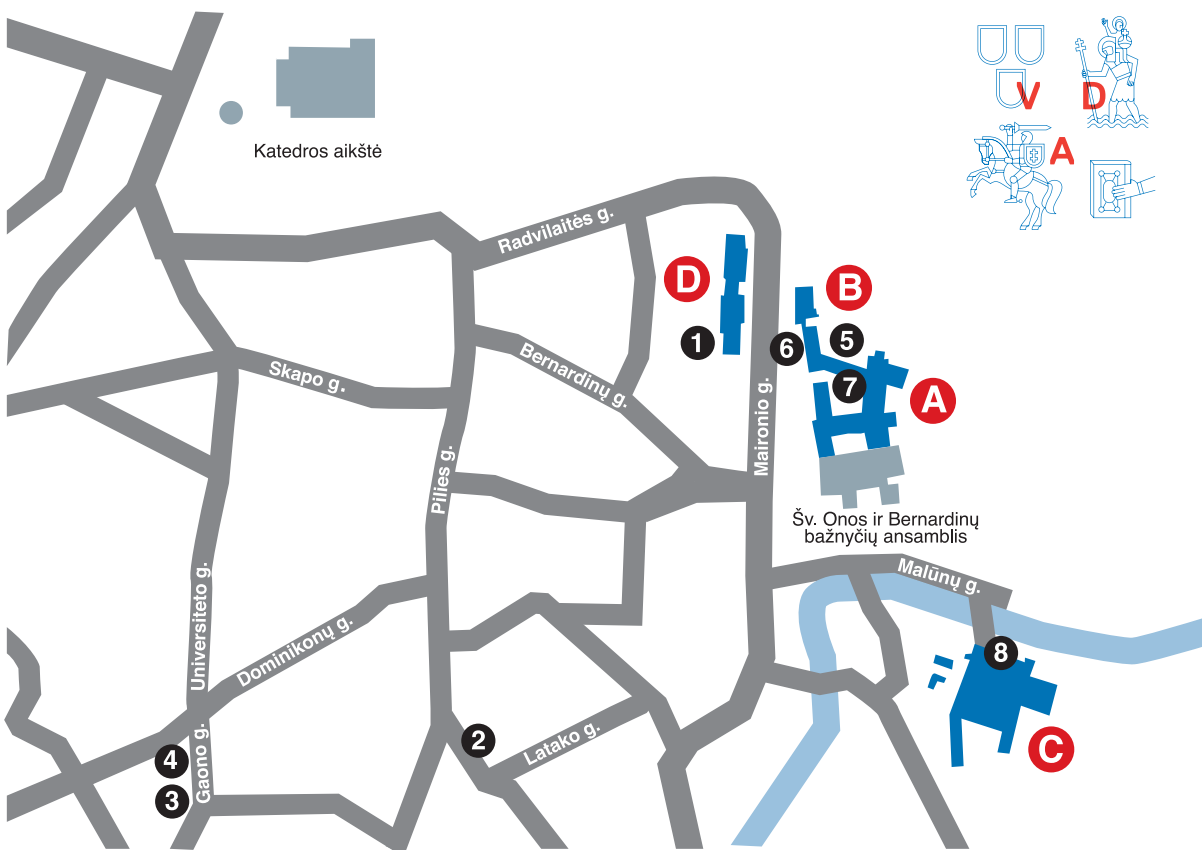 V
D
A
Katedros aikštė
Radvilaitės g.
D
B
1
6
5
7
A
Skapo g.
Bernardinų g.
Maironio g.
Pilies g.
Šv. Onos ir Bernardinų
bažnyčių ansamblis
Malūnų g.
Universiteto g.
Dominikonų g.
8
2
Latako g.
Gaono g.
4
3
C